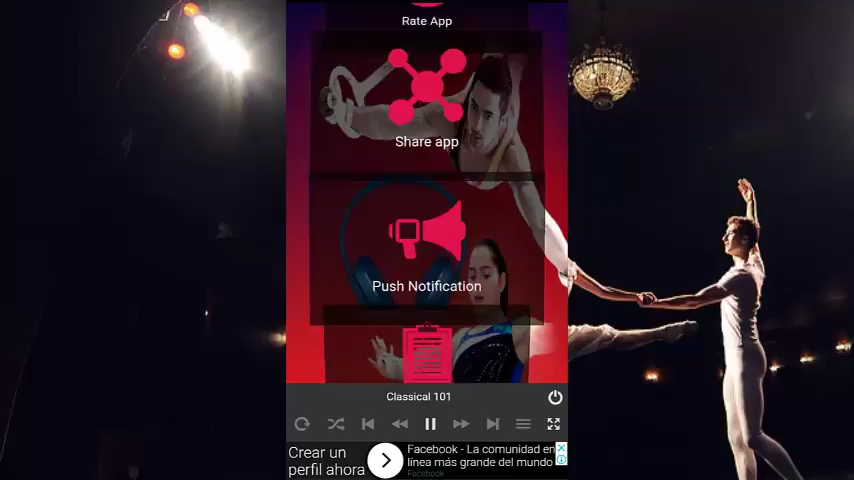 Rate App
Share app
Push Notification
Classical 101
Crear un
perfil ahora
Facebook - La comunidad en
línea más grande del mundo
Facebook